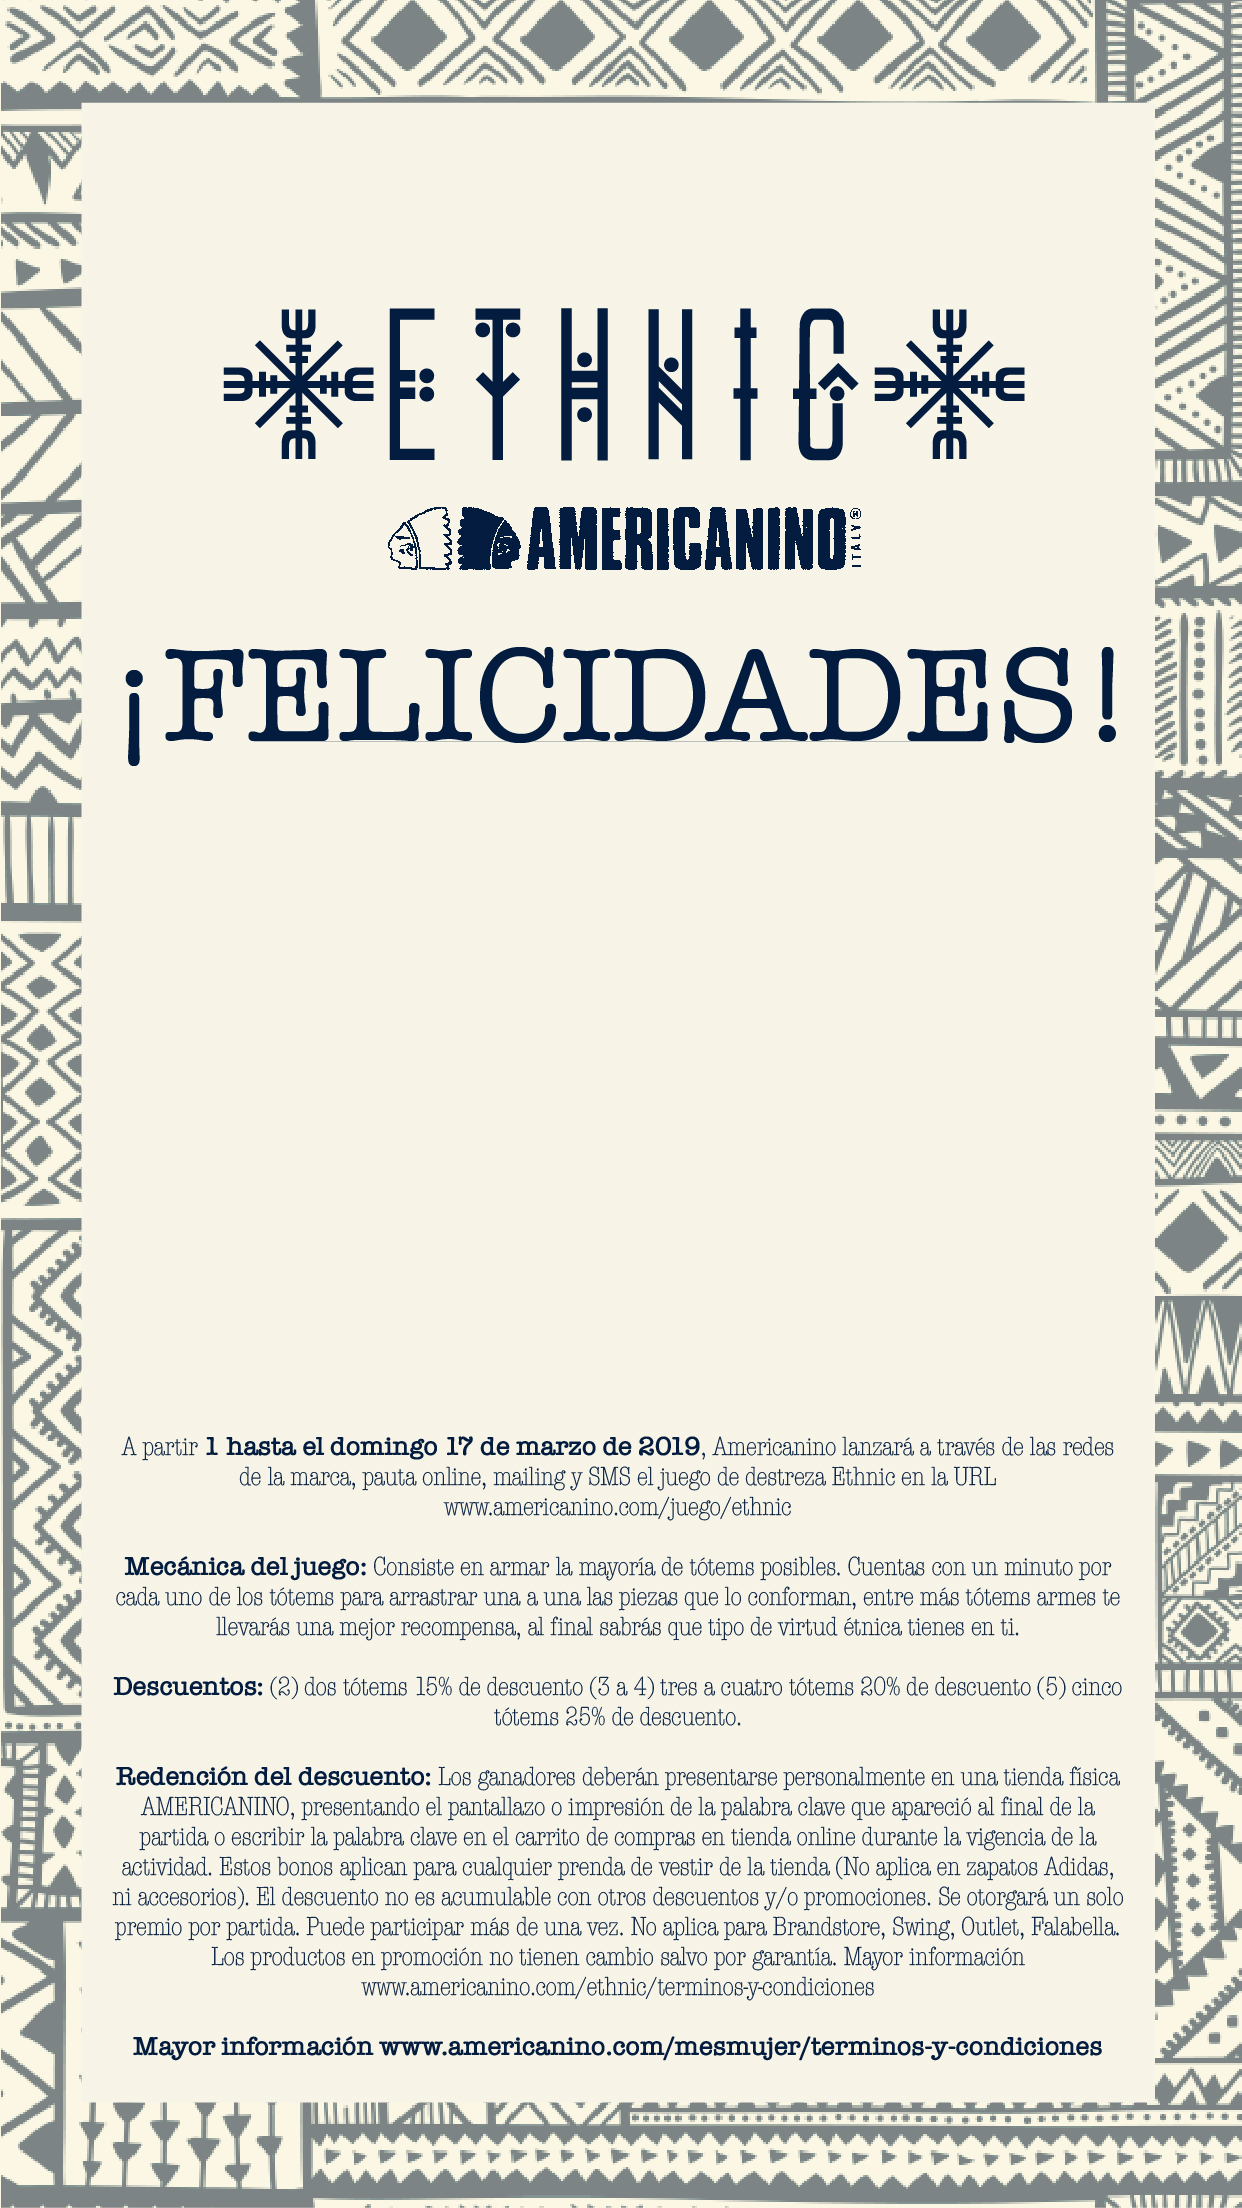 ETHNIC
AMERICANINO ITALY®
¡FELICIDADES!
A partir 1 hasta el domingo 17 de marzo de 2019, Americanino lanzará a través de las redes
de la marca, pauta online, mailing y SMS el juego de destreza Ethnic en la URL
www.americanino.com/juego/ethnic
Mecánica del juego: Consiste en armar la mayoría de tótems posibles. Cuentas con un minuto por
cada uno de los tótems para arrastrar una a una las piezas que lo conforman, entre más tótems armes te
llevarás una mejor recompensa, al final sabrás que tipo de virtud étnica tienes en ti.
Descuentos: (2) dos tótems 15% de descuento (3 a 4) tres a cuatro tótems 20% de descuento (5) cinco
tótems 25% de descuento.
Redención del descuento: Los ganadores deberán presentarse personalmente en una tienda física
AMERICANINO, presentando el pantallazo o impresión de la palabra clave que apareció al final de la
partida o escribir la palabra clave en el carrito de compras en tienda online durante la vigencia de la
actividad. Estos bonos aplican para cualquier prenda de vestir de la tienda (No aplica en zapatos Adidas,
ni accesorios). El descuento no es acumulable con otros descuentos y/o promociones. Se otorgará un solo
premio por partida. Puede participar más de una vez. No aplica para Brandstore, Swing, Outlet, Falabella.
Los productos en promoción no tienen cambio salvo por garantía. Mayor información
www.americanino.com/ethnic/terminos-y-condiciones
Mayor información www.americanino.com/mesmujer/terminos-y-condiciones